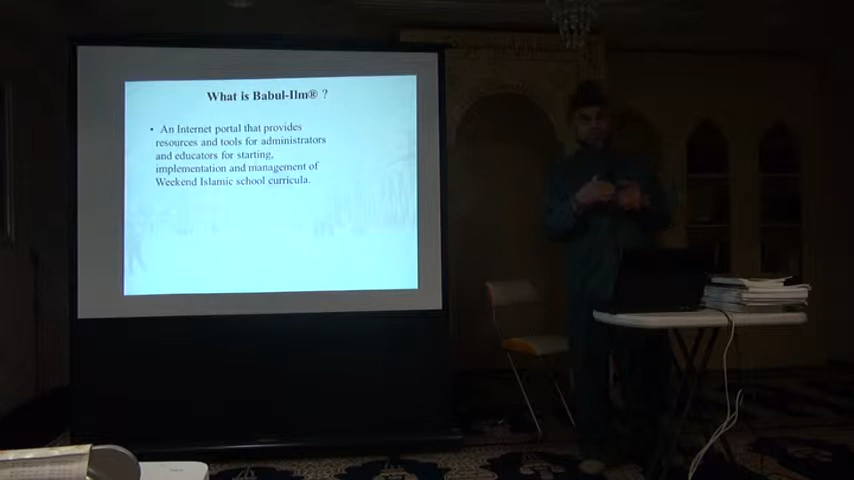 What is Babul-Ilm® ?
• An Internet portal that provides
resources and tools for administrators
and educators for starting,
implementation and management of
Weekend Islamic school curricula.